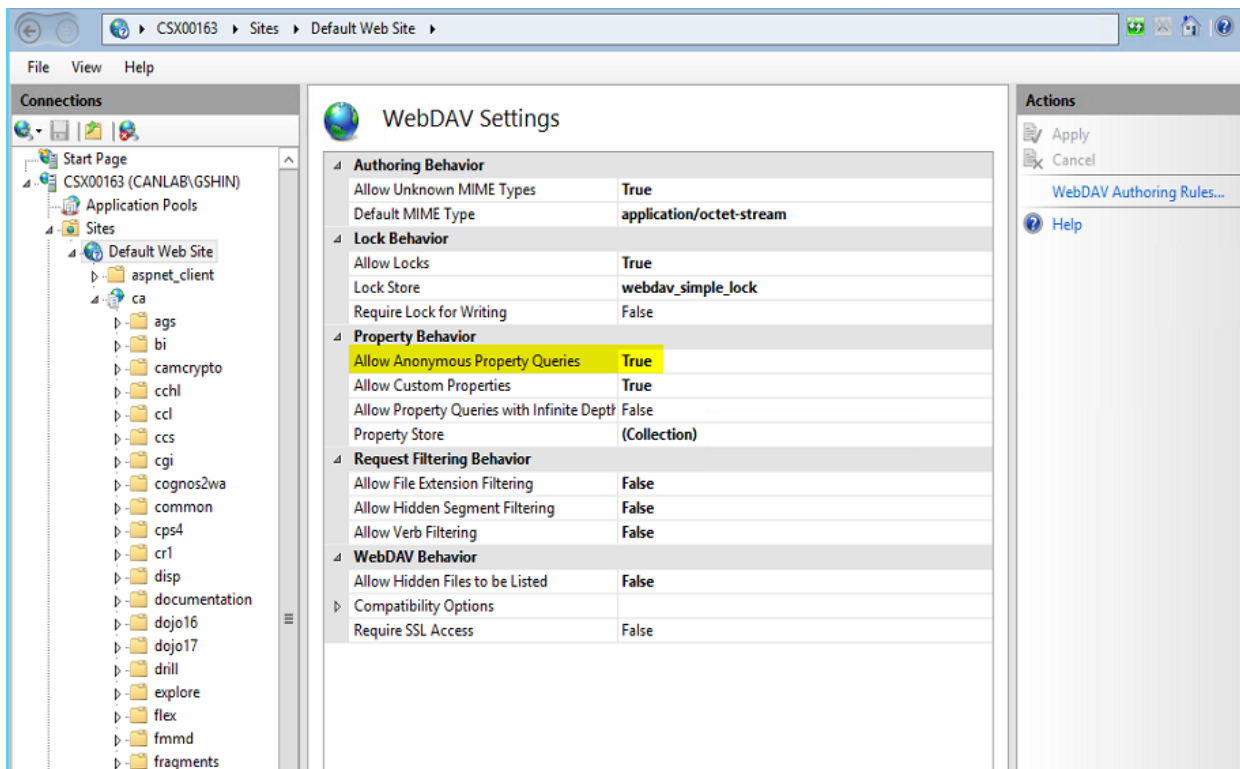 CSX00163 Sites Default Web Site
File View Help
Connections
Start Page
CSX00163 (CANLAB\GSHIN)
Application Pools
Sites
Default Web Site
aspnet_client
ca
ags
bi
camcrypto
cchl
ccl
ccs
cgi
cognos2wa
common
cps4
cr1
disp
documentation
dojo16
dojo17
drill
explore
flex
fmmd
fragments
WebDAV Settings
Authoring Behavior
Allow Unknown MIME Types True
Default MIME Type application/octet-stream
Lock Behavior
Allow Locks True
Lock Store webdav_simple_lock
Require Lock for Writing False
Property Behavior
Allow Anonymous Property Queries True
Allow Custom Properties True
Allow Property Queries with Infinite Depth False
Property Store (Collection)
Request Filtering Behavior
Allow File Extension Filtering False
Allow Hidden Segment Filtering False
Allow Verb Filtering False
WebDAV Behavior
Allow Hidden Files to be Listed False
Compatibility Options
Require SSL Access False
Actions
Apply
Cancel
WebDAV Authoring Rules...
Help